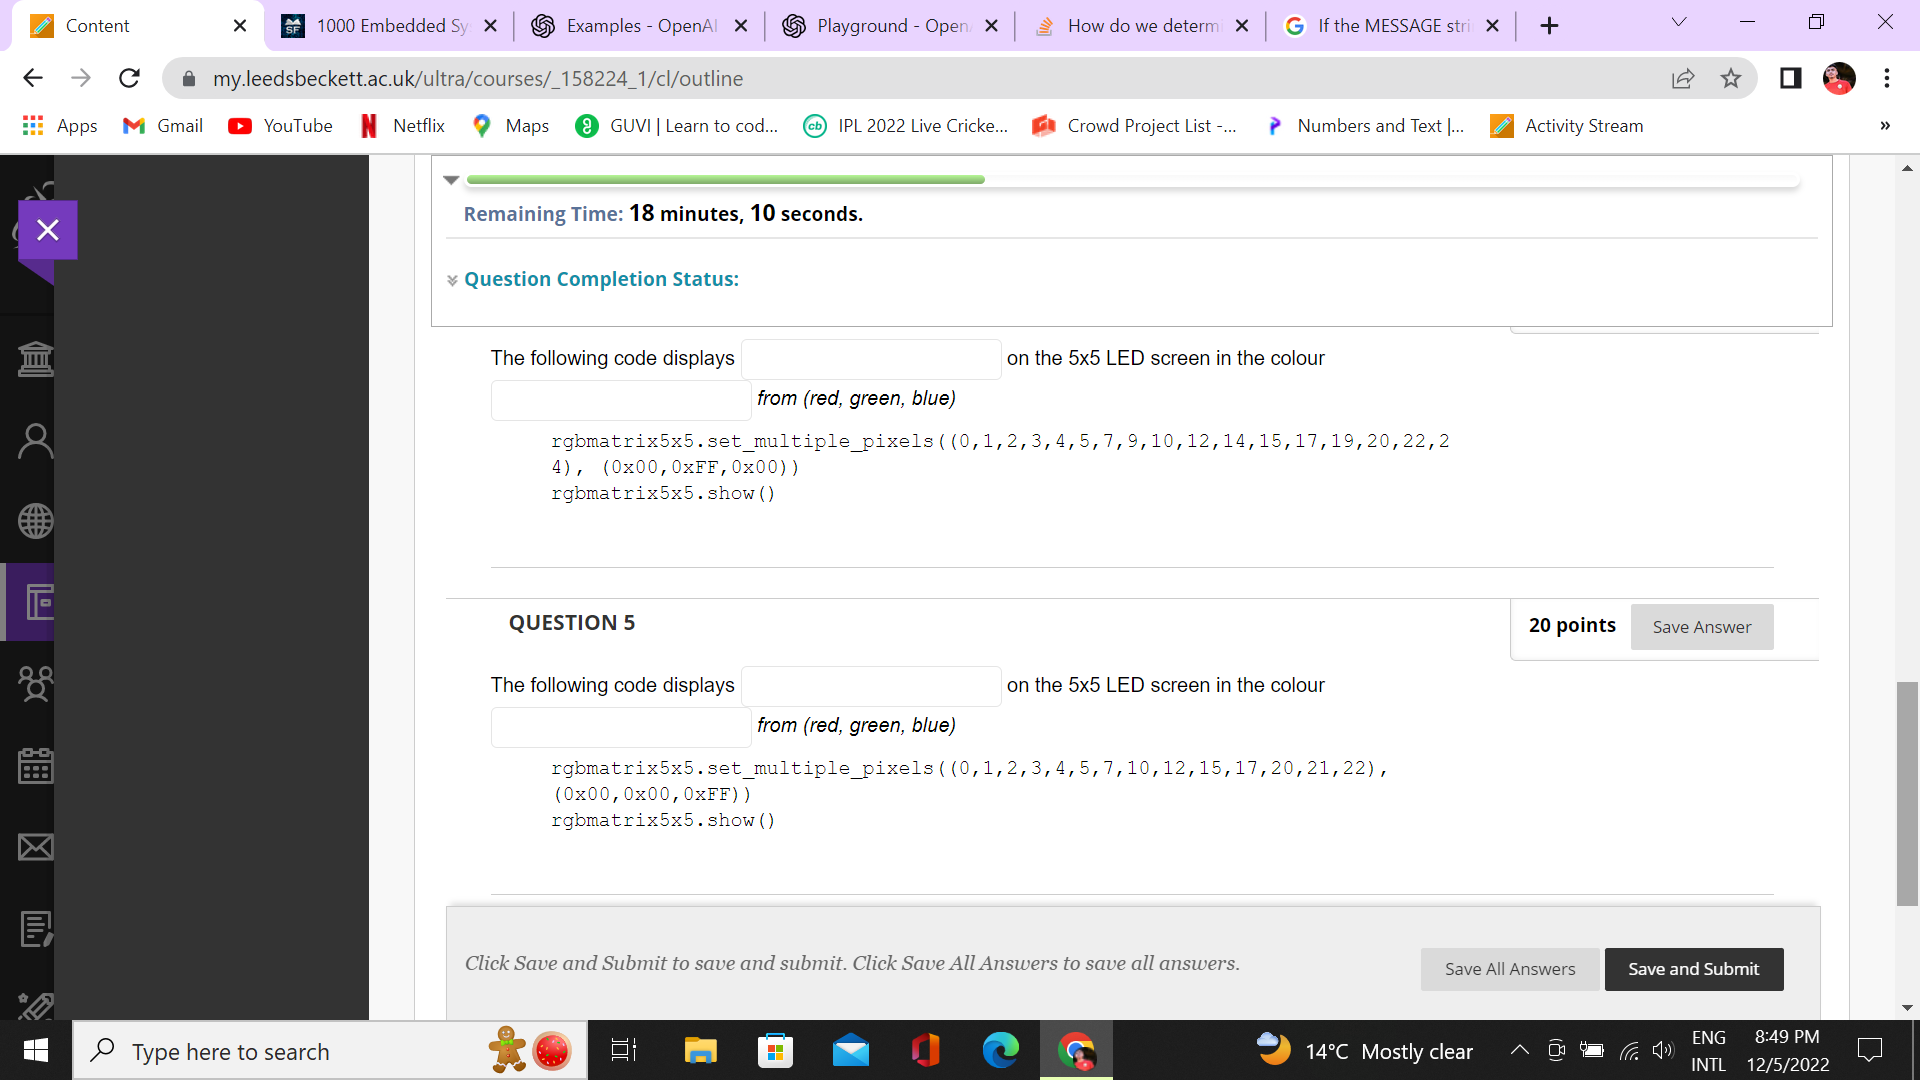 Content
1000 Embedded Sy
Examples - OpenAI
Playground - Open
How do we determi
If the MESSAGE stri
my.leedsbeckett.ac.uk/ultra/courses/_158224_1/cl/outline
Apps
Gmail
YouTube
Netflix
Maps
GUVI | Learn to cod...
IPL 2022 Live Cricke...
Crowd Project List -...
Numbers and Text |...
Activity Stream
»
Remaining Time: 18 minutes, 10 seconds.
Question Completion Status:
The following code displays on the 5x5 LED screen in the colour
from (red, green, blue)
rgbmatrix5x5.set_multiple_pixels((0,1,2,3,4,5,7,9,10,12,14,15,17,19,20,22,2
4), (0x00,0xFF,0x00))
rgbmatrix5x5.show()
QUESTION 5
20 points
Save Answer
The following code displays on the 5x5 LED screen in the colour
from (red, green, blue)
rgbmatrix5x5.set_multiple_pixels((0,1,2,3,4,5,7,10,12,15,17,20,21,22),
(0x00,0x00,0xFF))
rgbmatrix5x5.show()
Click Save and Submit to save and submit. Click Save All Answers to save all answers.
Save All Answers
Save and Submit
Type here to search
14°C Mostly clear
ENG
INTL
8:49 PM
12/5/2022